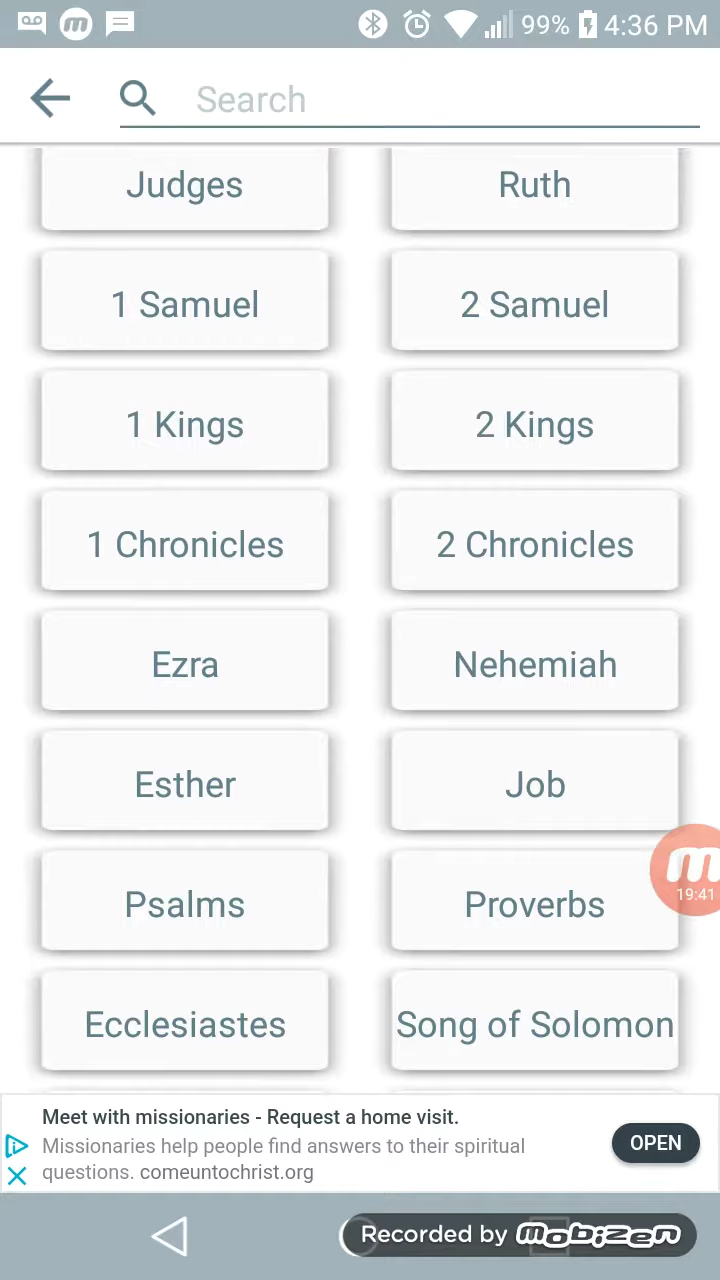 99% 4:36 PM
Search
Judges
Ruth
1 Samuel
2 Samuel
1 Kings
2 Kings
1 Chronicles
2 Chronicles
Ezra
Nehemiah
Esther
Job
Psalms
Proverbs
m
19:41
Ecclesiastes
Song of Solomon
Meet with missionaries - Request a home visit.
Missionaries help people find answers to their spiritual
questions. comeuntochrist.org
OPEN
Recorded by mobizen